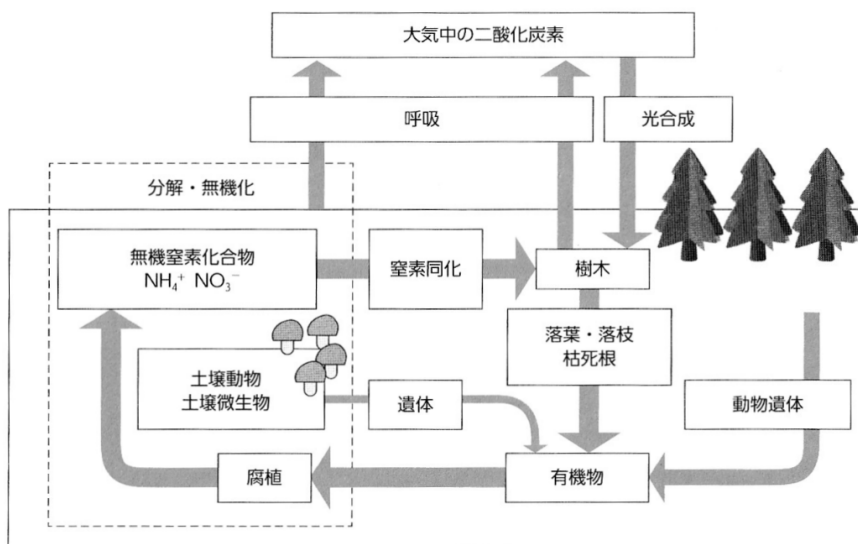 大気中の二酸化炭素
呼吸
光合成
分解・無機化
無機窒素化合物
NH₄⁺ NO₃⁻
窒素同化
樹木
落葉・落枝
枯死根
土壌動物
土壌微生物
遺体
動物遺体
腐植
有機物